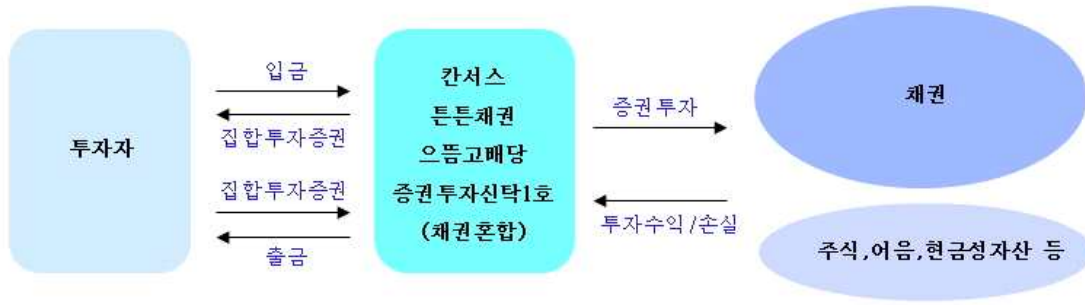 투자자
입금
집합투자증권
집합투자증권
출금
칸서스
튼튼채권
으뜸고배당
증권투자신탁1호
(채권혼합)
증권투자
투자수익/손실
채권
주식,어음,현금성자산 등